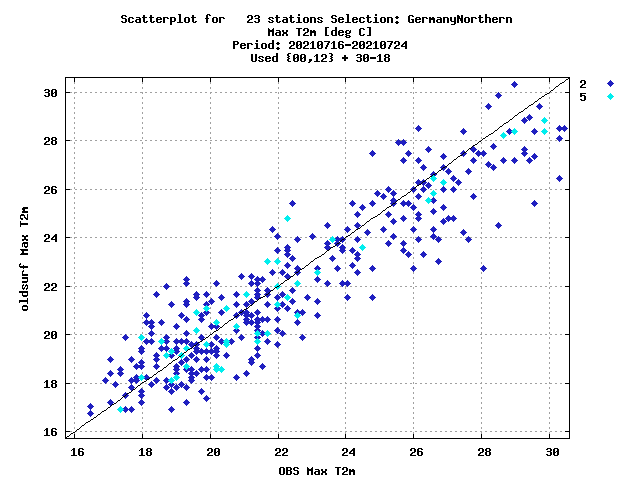 Scatterplot for   23 stations Selection: GermanyNorthern
Max T2m [deg C]
Period: 20210716-20210724
Used {00,12} + 30-18
2
5
30
28
26
24
22
20
18
16
oldsurf Max T2m
16 18 20 22 24 26 28 30
OBS Max T2m